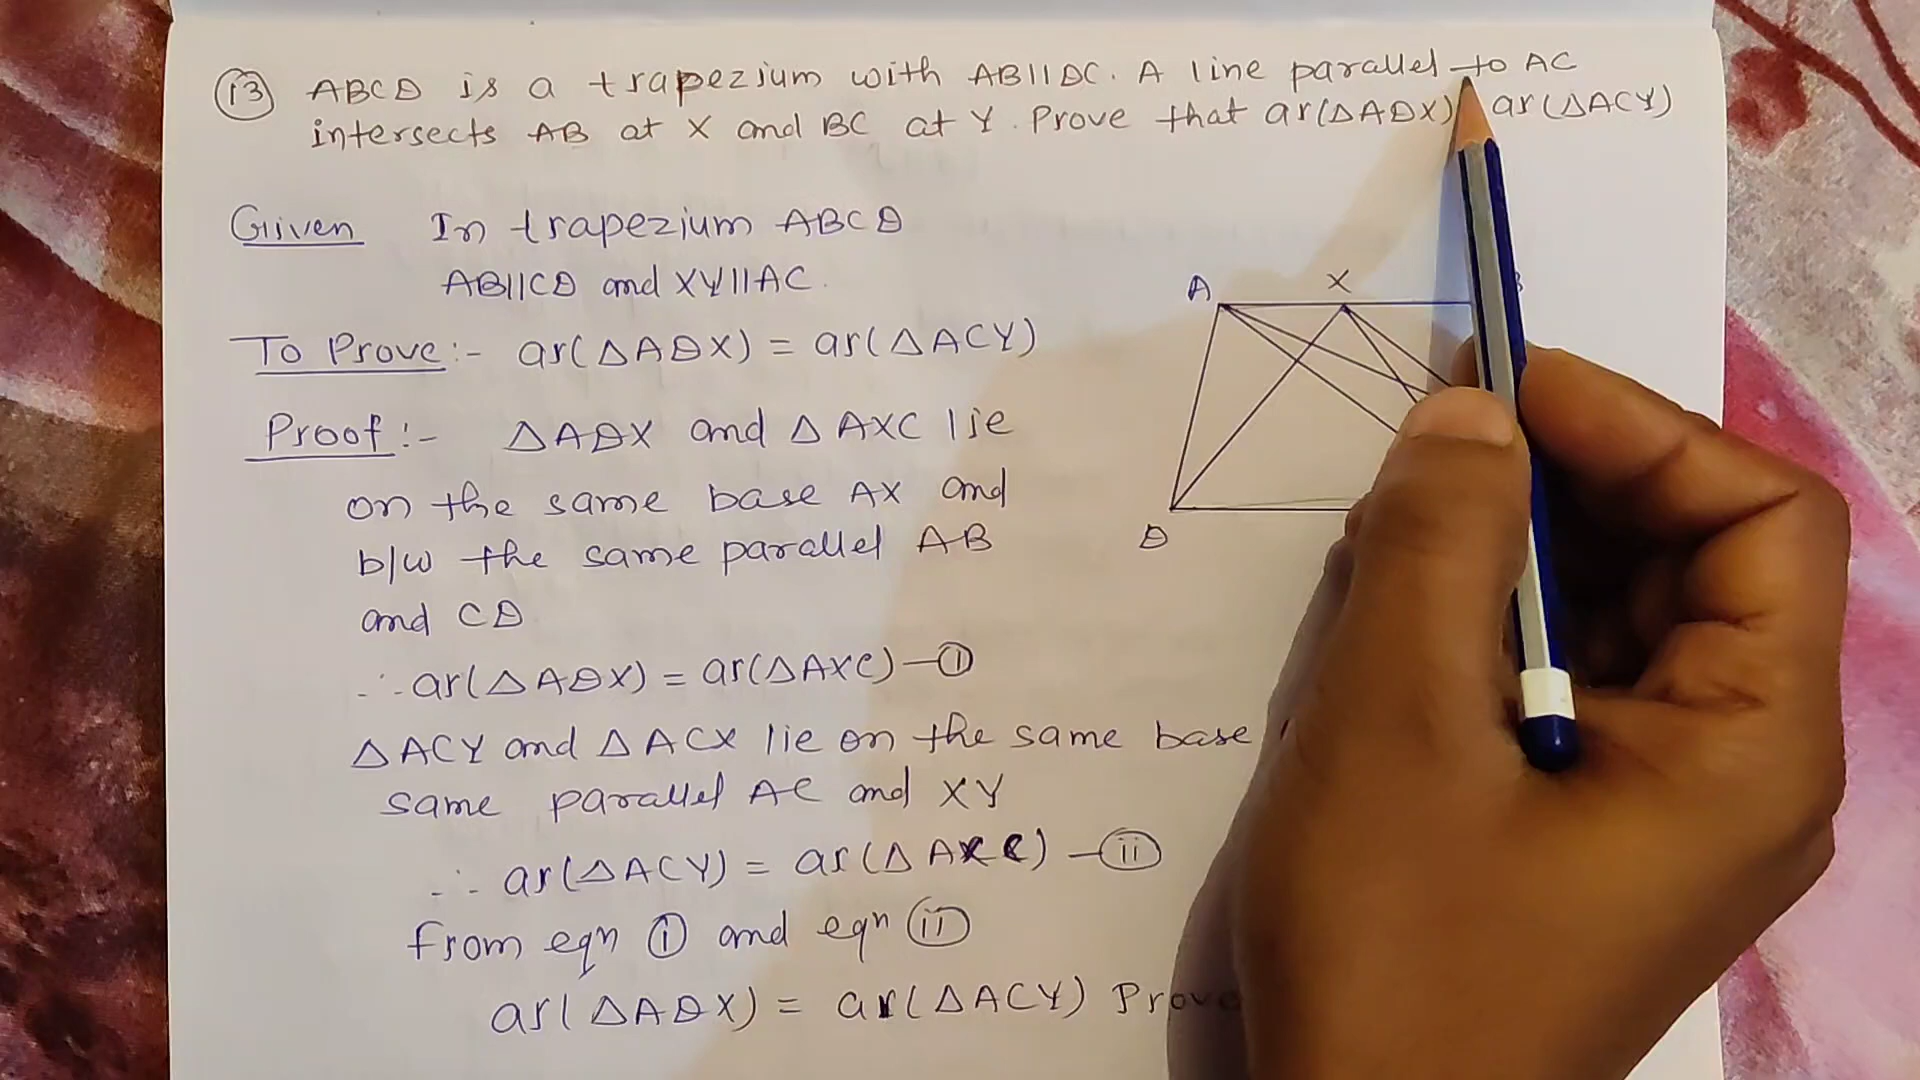 13 ABCD is a trapezium with AB||DC. A line parallel to AC
intersects AB at X and BC at Y. Prove that ar(ΔADX) ar(ΔACY)
Given In trapezium ABCD
AB||CD and XY||AC.
To Prove:- ar(ΔADX) = ar(ΔACY)
Proof:- ΔADX and ΔAXC lie
on the same base AX and
b/w the same parallel AB
and CD
∴ ar(ΔADX) = ar(ΔAXC) — (i)
ΔACY and ΔACX lie on the same base
same parallel AC and XY
∴ ar(ΔACY) = ar(ΔAXC) — (ii)
from eqn (i) and eqn (ii)
ar(ΔADX) = ar(ΔACY) Prove
A X B
D